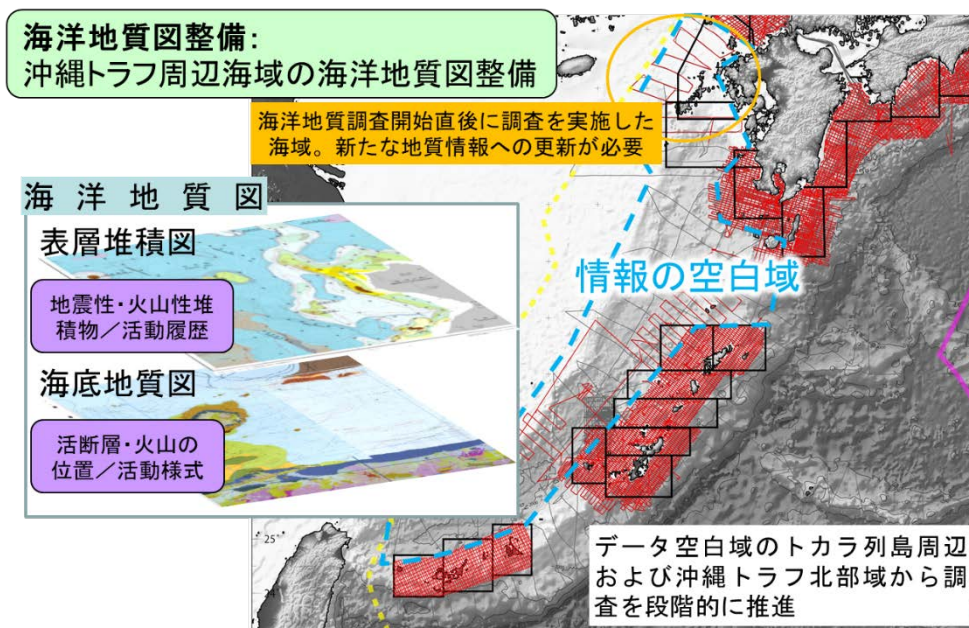 海洋地質図整備:
沖縄トラフ周辺海域の海洋地質図整備
海洋地質調査開始直後に調査を実施した
海域。新たな地質情報への更新が必要
海洋地質図
表層堆積図
地震性・火山性堆
積物／活動履歴
海底地質図
活断層・火山の
位置／活動様式
情報の空白域
25°
データ空白域のトカラ列島周辺
および沖縄トラフ北部域から調
査を段階的に推進